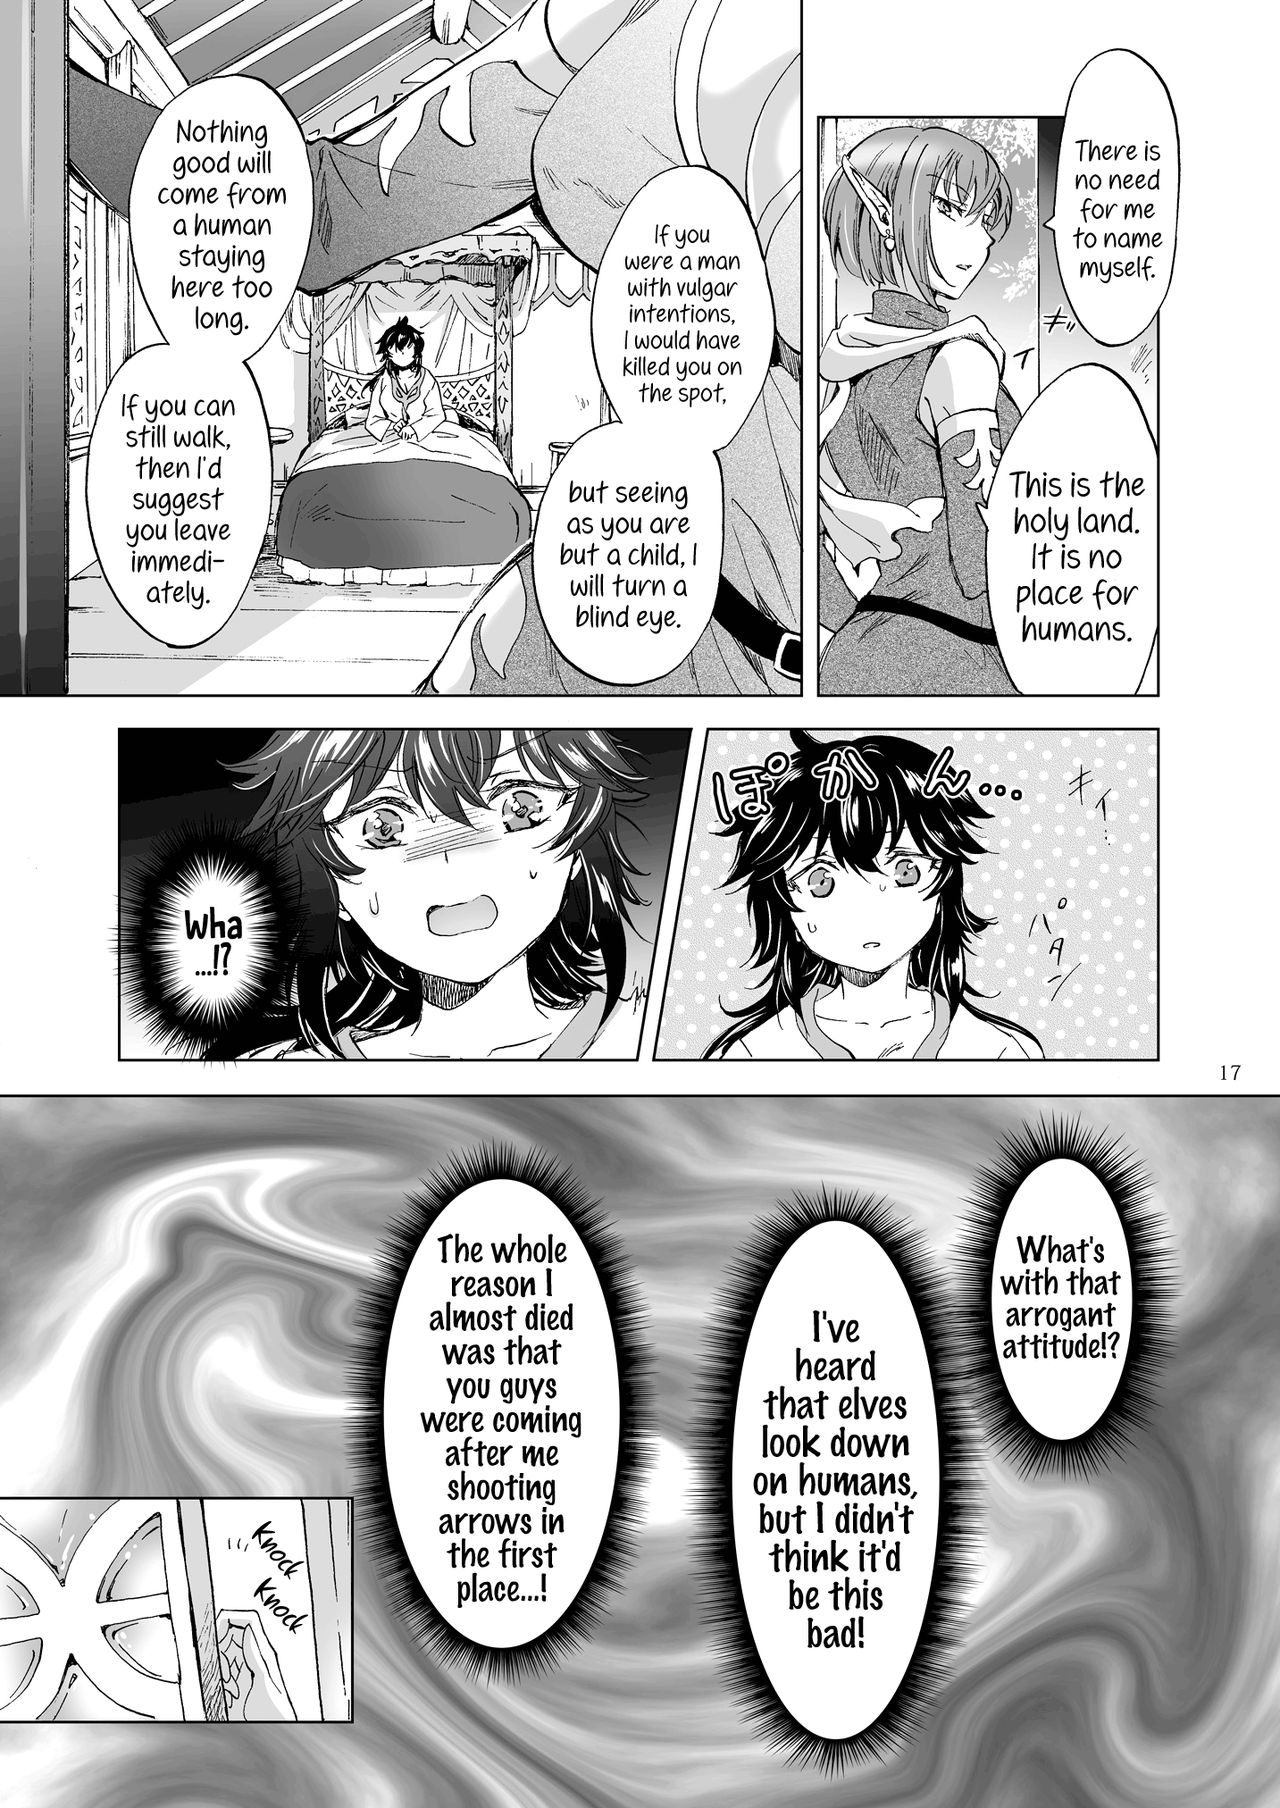 There is
no need
for me
to name
myself.
ギッ
イ
This is the
holy land.
It is no
place for
humans.
If you
were a man
with vulgar
intentions,
I would have
killed you on
the spot,
but seeing
as you are
but a child, I
will turn a
blind eye.
Nothing
good will
come from
a human
staying
here too
long.
If you can
still walk,
then I'd
suggest
you leave
immedi-
ately.
キィ…
パタン
ぽかん…
Wha
...!?
17
What's
with that
arrogant
attitude!?
I've
heard
that elves
look down
on humans,
but I didn't
think it'd
be this
bad!
The whole
reason I
almost died
was that
you guys
were coming
after me
shooting
arrows in
the first
place...!
Knock
Knock